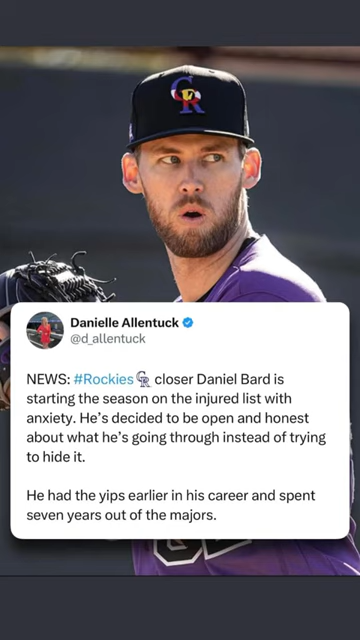 CR
Danielle Allentuck
@d_allentuck
NEWS: #Rockies CR closer Daniel Bard is
starting the season on the injured list with
anxiety. He’s decided to be open and honest
about what he’s going through instead of trying
to hide it.
He had the yips earlier in his career and spent
seven years out of the majors.